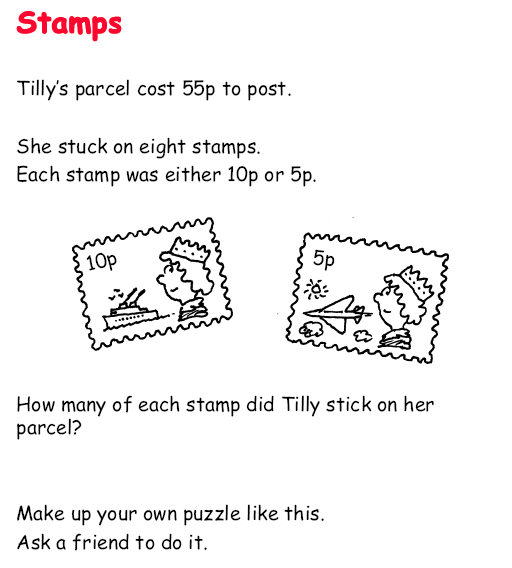 Stamps
Tilly's parcel cost 55p to post.
She stuck on eight stamps.
Each stamp was either 10p or 5p.
10p
5p
How many of each stamp did Tilly stick on her
parcel?
Make up your own puzzle like this.
Ask a friend to do it.